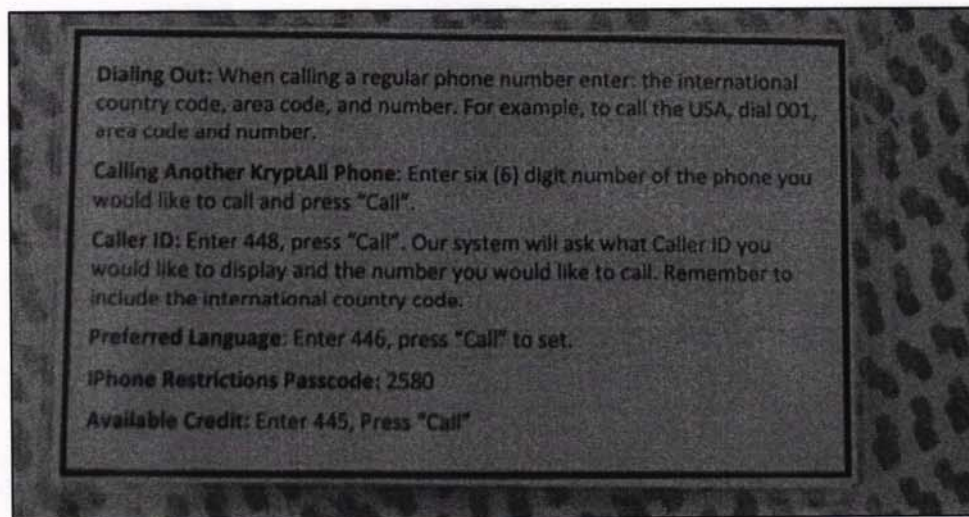 Dialing Out: When calling a regular phone number enter: the international
country code, area code, and number. For example, to call the USA, dial 001,
area code and number.
Calling Another KryptAll Phone: Enter six (6) digit number of the phone you
would like to call and press "Call".
Caller ID: Enter 448, press "Call". Our system will ask what Caller ID you
would like to display and the number you would like to call. Remember to
include the international country code.
Preferred Language: Enter 446, press "Call" to set.
iPhone Restrictions Passcode: 2580
Available Credit: Enter 445, Press "Call"